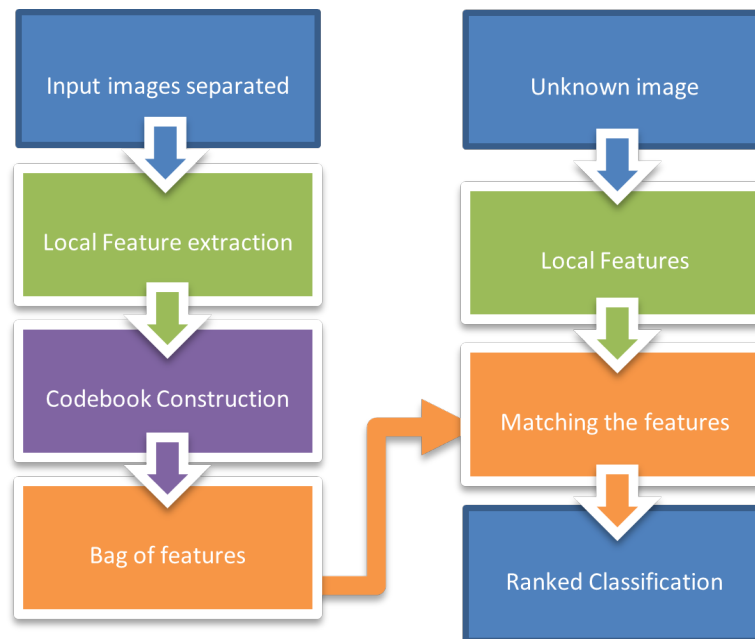 Input images separated
Local Feature extraction
Codebook Construction
Bag of features
Unknown image
Local Features
Matching the features
Ranked Classification